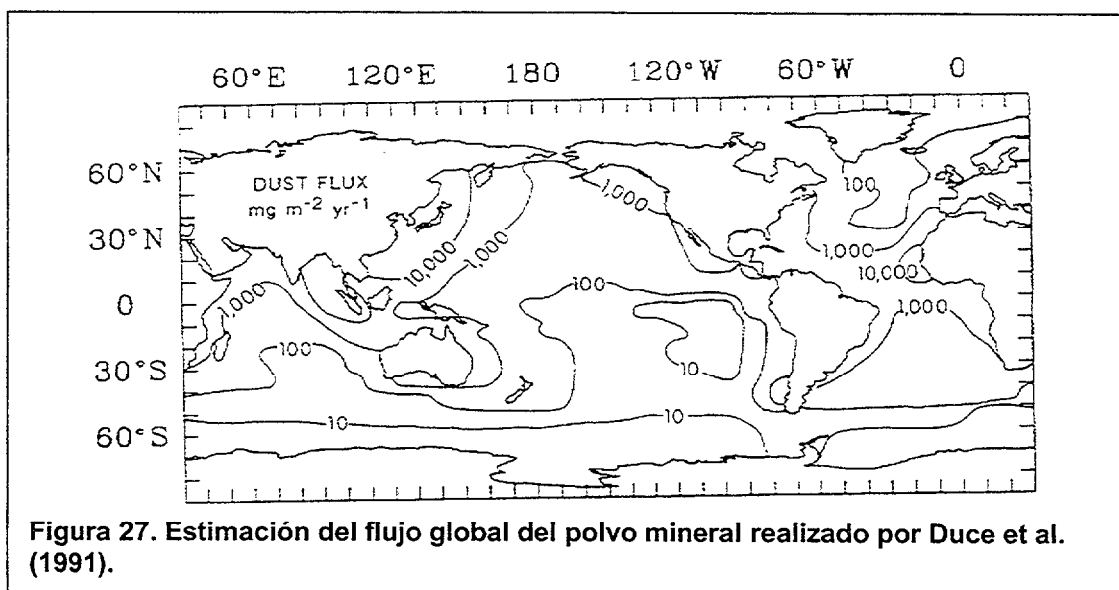 60°E 120°E 180 120°W 60°W 0
60°N
DUST FLUX
mg m⁻² yr⁻¹
100
1,000
30°N
10,000
1,000
1,000
10,000
1,000
0
100
1,000
100
30°S
10
10
10
60°S
Figura 27. Estimación del flujo global del polvo mineral realizado por Duce et al.
(1991).